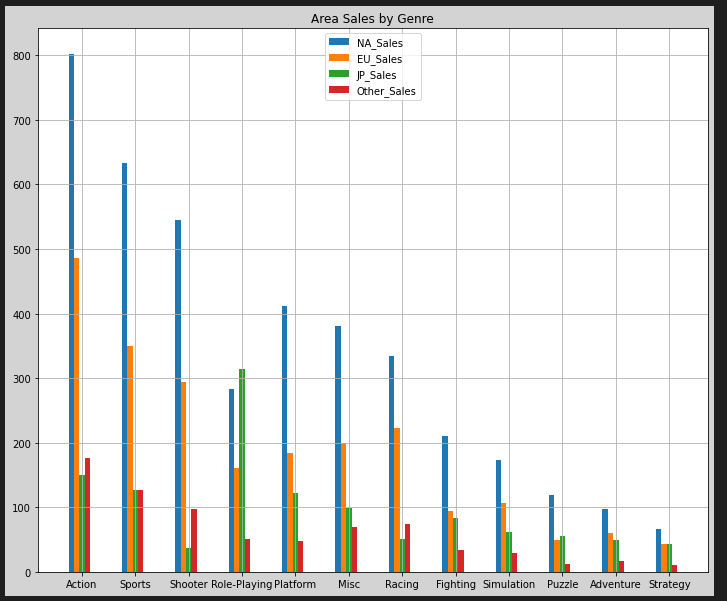 Area Sales by Genre
NA_Sales
EU_Sales
JP_Sales
Other_Sales
800
700
600
500
400
300
200
100
0
Action Sports Shooter Role-Playing Platform Misc Racing Fighting Simulation Puzzle Adventure Strategy